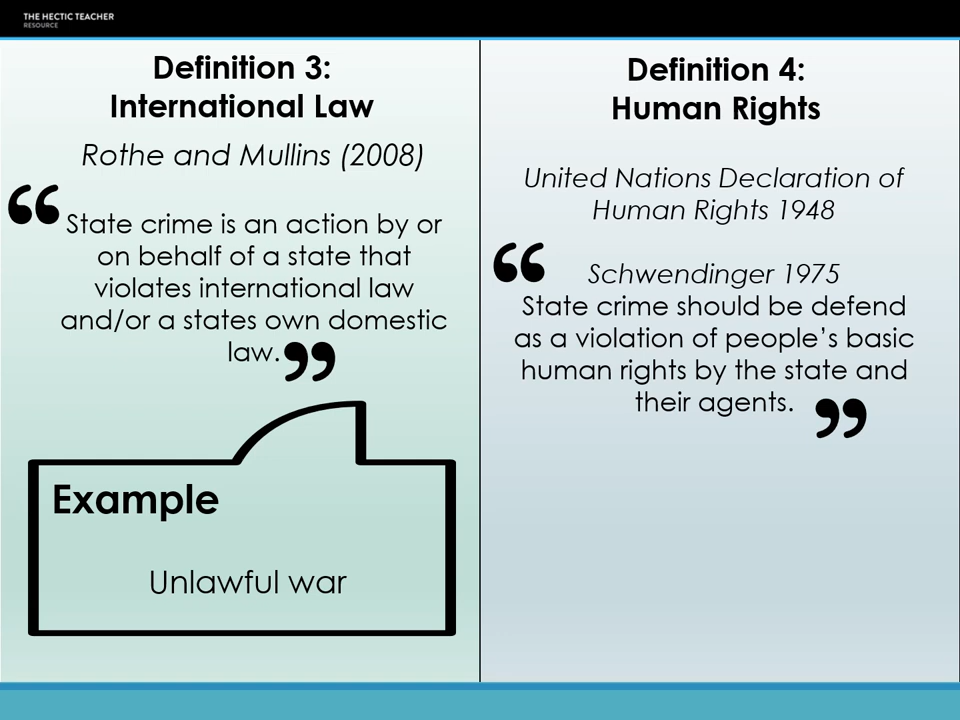 THE HECTIC TEACHER
RESOURCE
Definition 3:
International Law
Rothe and Mullins (2008)
“State crime is an action by or
on behalf of a state that
violates international law
and/or a states own domestic
law.”
Example
Unlawful war
Definition 4:
Human Rights
United Nations Declaration of
Human Rights 1948
“Schwendinger 1975
State crime should be defend
as a violation of people’s basic
human rights by the state and
their agents.”